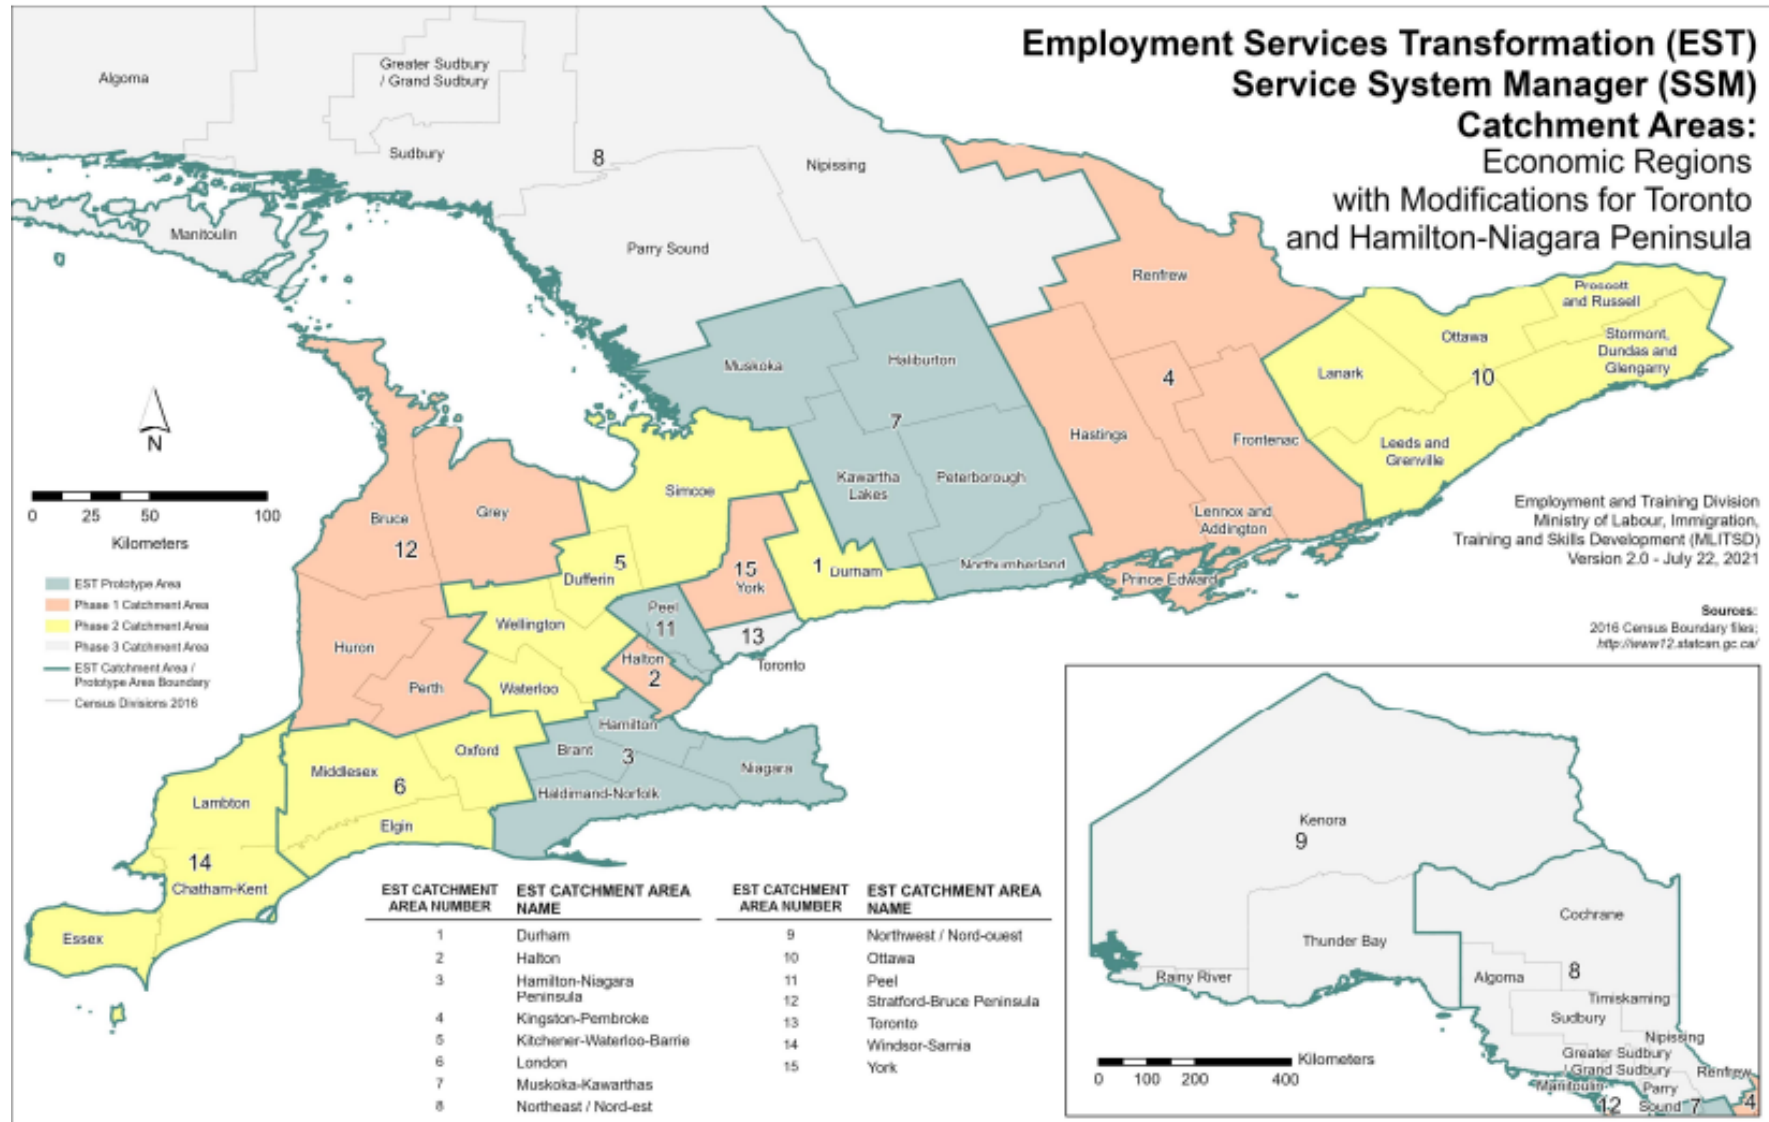 Employment Services Transformation (EST)
Service System Manager (SSM)
Catchment Areas:
Economic Regions
with Modifications for Toronto
and Hamilton-Niagara Peninsula
Algoma
Greater Sudbury
/ Grand Sudbury
Sudbury
8
Nipissing
Manitoulin
Parry Sound
Renfrew
Prescott
and Russell
Ottawa
Stormont,
Dundas and
Glengarry
Lanark
10
Leeds and
Grenville
Muskoka
Haliburton
7
4
Hastings
Frontenac
Kawartha
Lakes
Peterborough
Lennox and
Addington
Northumberland
Prince Edward
Simcoe
Bruce
Grey
12
5
Dufferin
15
York
1
Durham
Peel
11
13
Toronto
Wellington
Halton
2
Huron
Perth
Waterloo
Hamilton
Brant
3
Niagara
Haldimand-Norfolk
Oxford
Middlesex
6
Elgin
Lambton
14
Chatham-Kent
Essex
N
0 25 50 100
Kilometers
EST Prototype Area
Phase 1 Catchment Area
Phase 2 Catchment Area
Phase 3 Catchment Area
EST Catchment Area /
Prototype Area Boundary
Census Divisions 2016
Employment and Training Division
Ministry of Labour, Immigration,
Training and Skills Development (MLITSD)
Version 2.0 - July 22, 2021
Sources:
2016 Census Boundary files;
http://www12.statcan.gc.ca/
EST CATCHMENT AREA NUMBER EST CATCHMENT AREA NAME
1 Durham
2 Halton
3 Hamilton-Niagara
Peninsula
4 Kingston-Pembroke
5 Kitchener-Waterloo-Barrie
6 London
7 Muskoka-Kawarthas
8 Northeast / Nord-est
EST CATCHMENT AREA NUMBER EST CATCHMENT AREA NAME
9 Northwest / Nord-ouest
10 Ottawa
11 Peel
12 Stratford-Bruce Peninsula
13 Toronto
14 Windsor-Sarnia
15 York
Kenora
9
Cochrane
Thunder Bay
Rainy River
Algoma
8
Timiskaming
Sudbury
Nipissing
Greater Sudbury
/ Grand Sudbury
Renfrew
Manitoulin
Parry
Sound
12
7
4
Kilometers
0 100 200 400